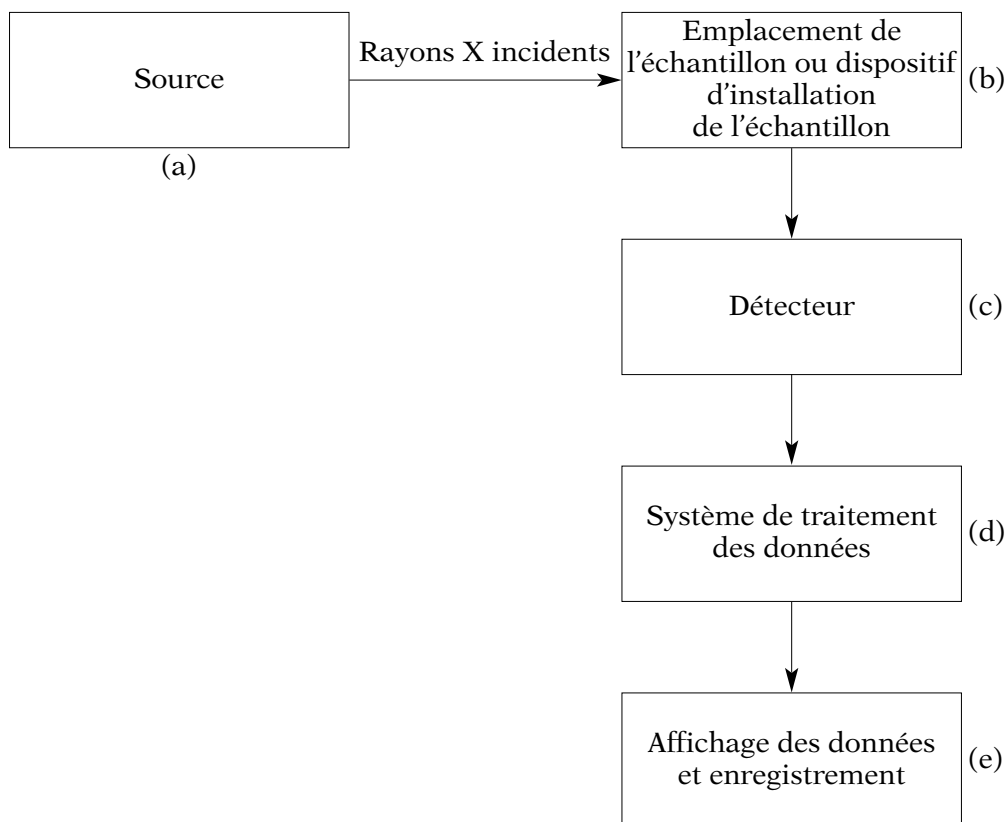 Source
(a)
Rayons X incidents
Emplacement de
l'échantillon ou dispositif
d'installation
de l'échantillon
(b)
Détecteur
(c)
Système de traitement
des données
(d)
Affichage des données
et enregistrement
(e)